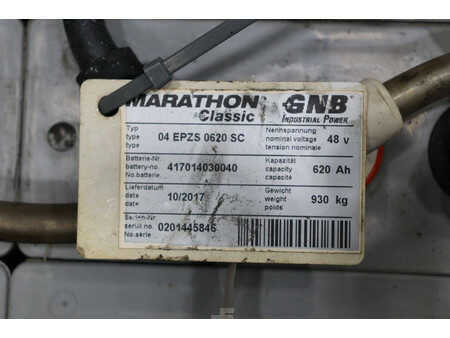 MARATHON Classic
GNB INDUSTRIAL POWER
Typ
type
type
04 EPZS 0620 SC
Nennspannung
nominal voltage
tension nominale
48 V
Batterie-Nr.
battery-no.
No.batterie
417014030040
Kapazität
capacity
capacité
620 Ah
Lieferdatum
date
date
10/2017
Gewicht
weight
poids
930 kg
Serien-Nr.
serial no.
No.série
0201445846